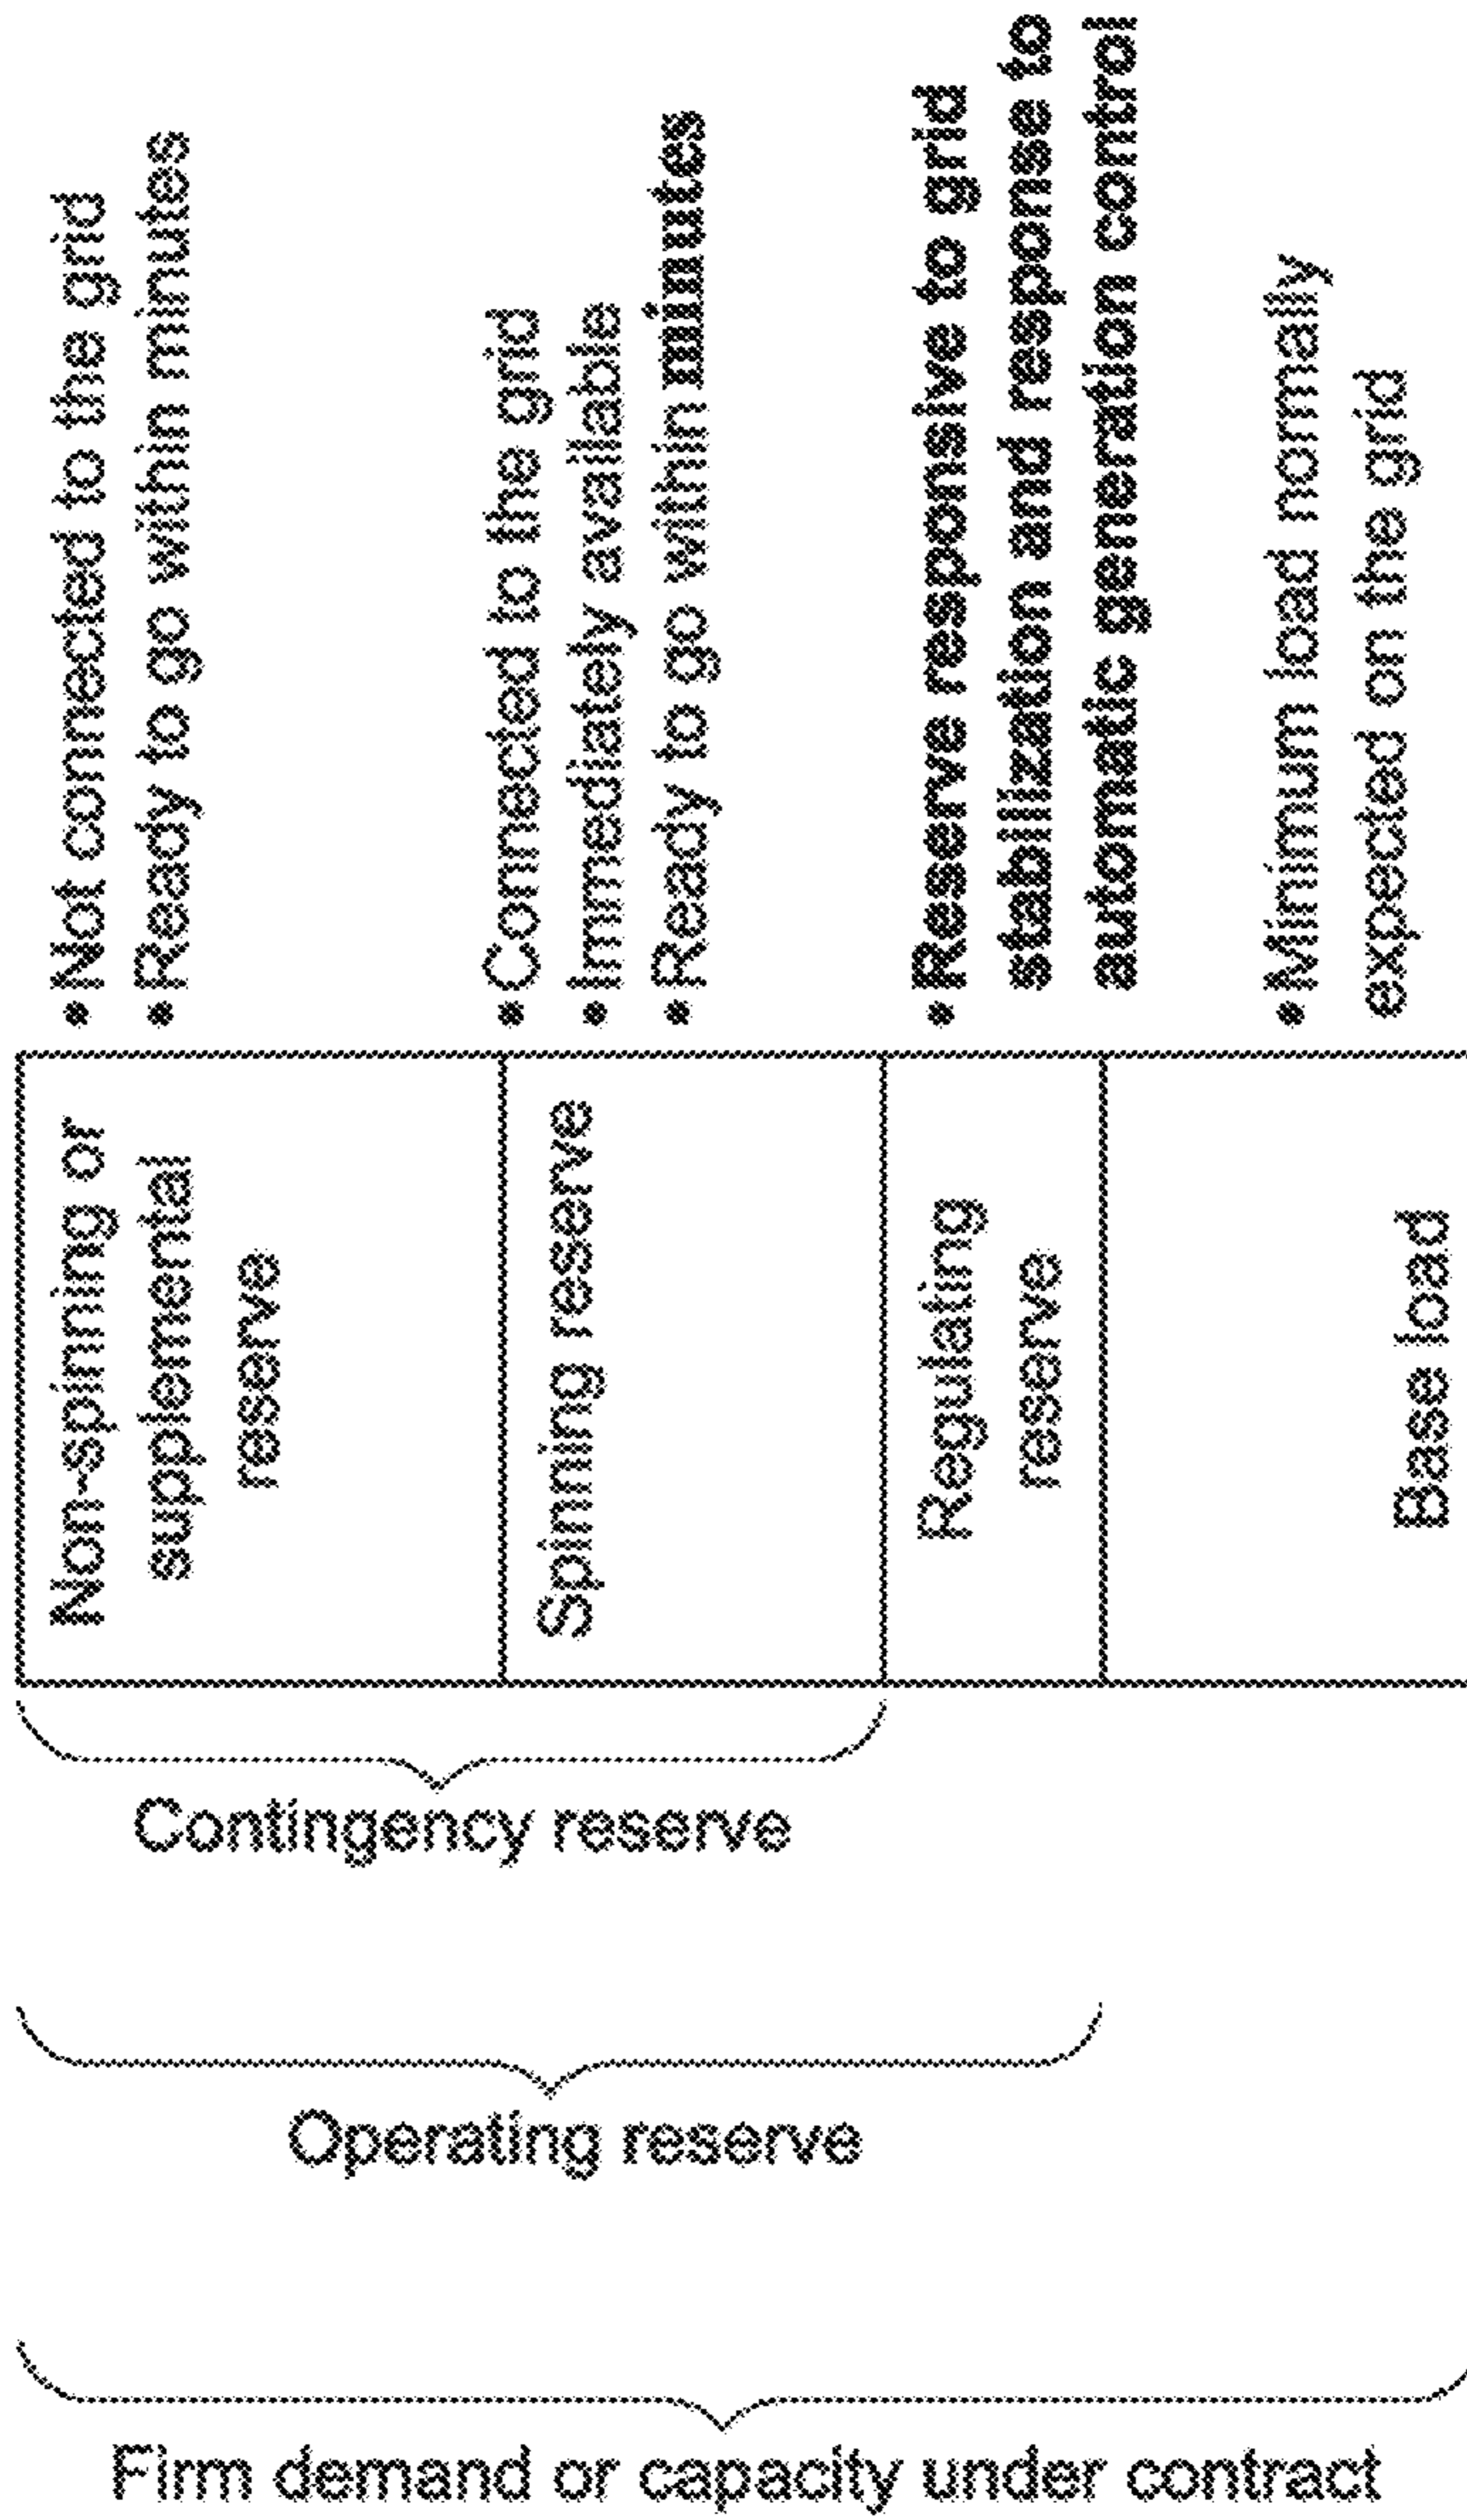 Non-spinning or
supplemental
reserve
• Not connected to the grid
• Ready to go within minutes
Spinning reserve
• Connected to the grid
• Immediately available
• Ready to go within minutes
Regulating
reserve
• Reserve responsive to grid
stabilization and response to
automatic generation control
Base load
• Minimum load normally
expected on the grid
Contingency reserve
Operating reserve
Firm demand or capacity under contract